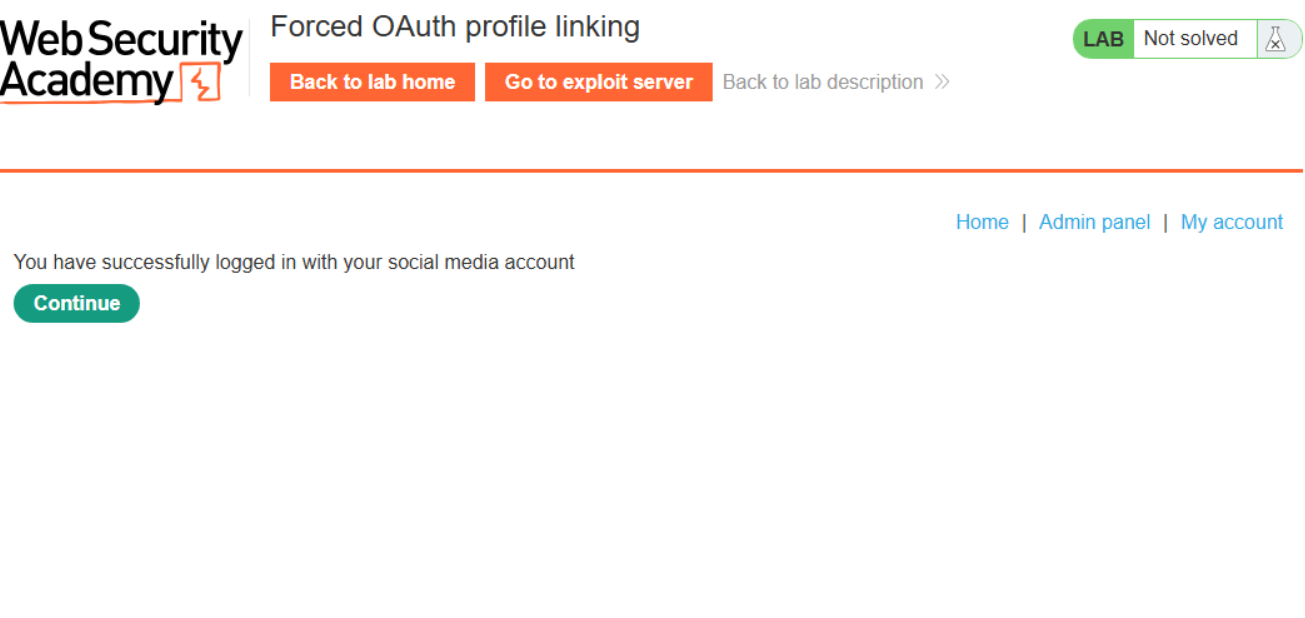 Web Security
Academy
Forced OAuth profile linking
Back to lab home
Go to exploit server
Back to lab description
LAB Not solved
Home | Admin panel | My account
You have successfully logged in with your social media account
Continue